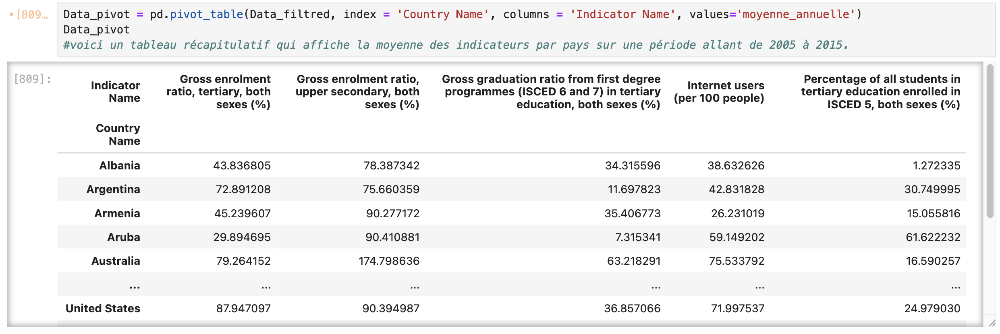 [809...
Data_pivot = pd.pivot_table(Data_filtred, index = 'Country Name', columns = 'Indicator Name', values='moyenne_annuelle')
Data_pivot
#voici un tableau récapitulatif qui affiche la moyenne des indicateurs par pays sur une période allant de 2005 à 2015.
[809]:
Indicator Name
Gross enrolment ratio, tertiary, both sexes (%)
Gross enrolment ratio, upper secondary, both sexes (%)
Gross graduation ratio from first degree programmes (ISCED 6 and 7) in tertiary education, both sexes (%)
Internet users (per 100 people)
Percentage of all students in tertiary education enrolled in ISCED 5, both sexes (%)
Country Name
Albania 43.836805 78.387342 34.315596 38.632626 1.272335
Argentina 72.891208 75.660359 11.697823 42.831828 30.749995
Armenia 45.239607 90.277172 35.406773 26.231019 15.055816
Aruba 29.894695 90.410881 7.315341 59.149202 61.622232
Australia 79.264152 174.798636 63.218291 75.533792 16.590257
... ... ... ... ... ...
United States 87.947097 90.394987 36.857066 71.997537 24.979030